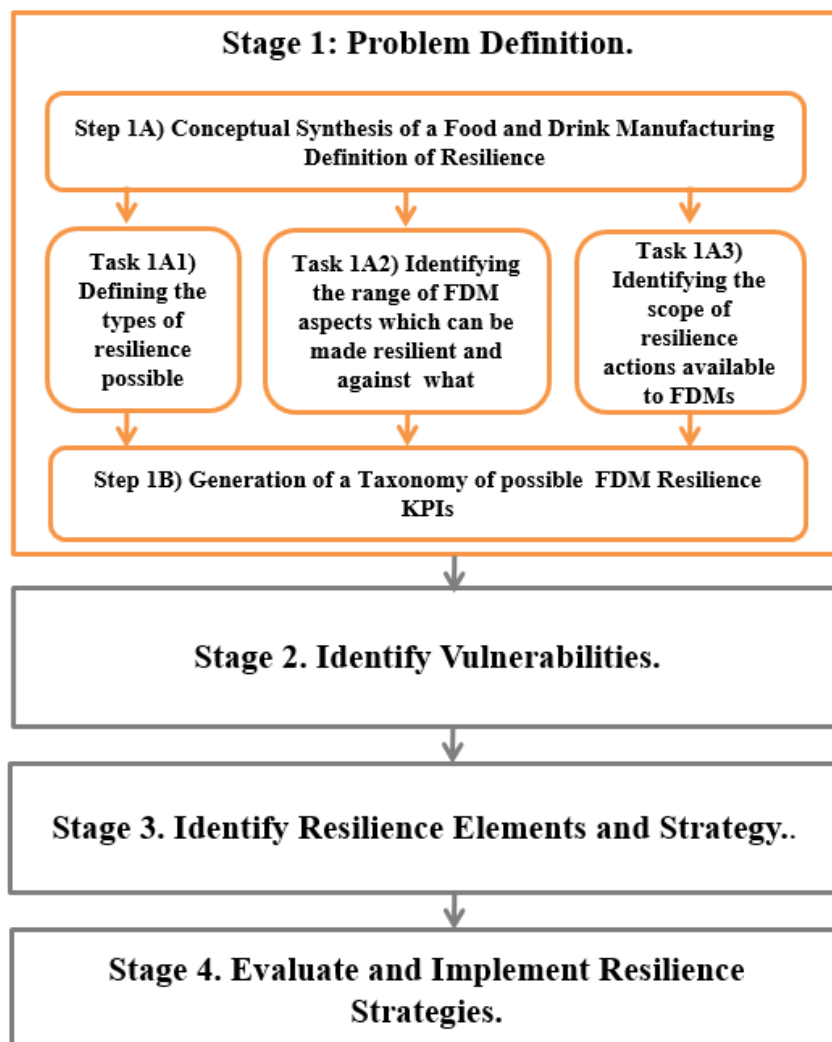 Stage 1: Problem Definition.
Step 1A) Conceptual Synthesis of a Food and Drink Manufacturing
Definition of Resilience
Task 1A1)
Defining the
types of
resilience
possible
Task 1A2) Identifying
the range of FDM
aspects which can be
made resilient and
against what
Task 1A3)
Identifying the
scope of
resilience
actions available
to FDMs
Step 1B) Generation of a Taxonomy of possible FDM Resilience
KPIs
Stage 2. Identify Vulnerabilities.
Stage 3. Identify Resilience Elements and Strategy..
Stage 4. Evaluate and Implement Resilience
Strategies.